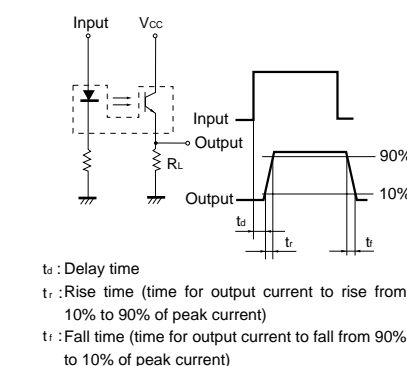 Input
Vcc
Input
Output
RL
90%
Output
10%
td
tr
tf
td : Delay time
tr : Rise time (time for output current to rise from
10% to 90% of peak current)
tf : Fall time (time for output current to fall from 90%
to 10% of peak current)